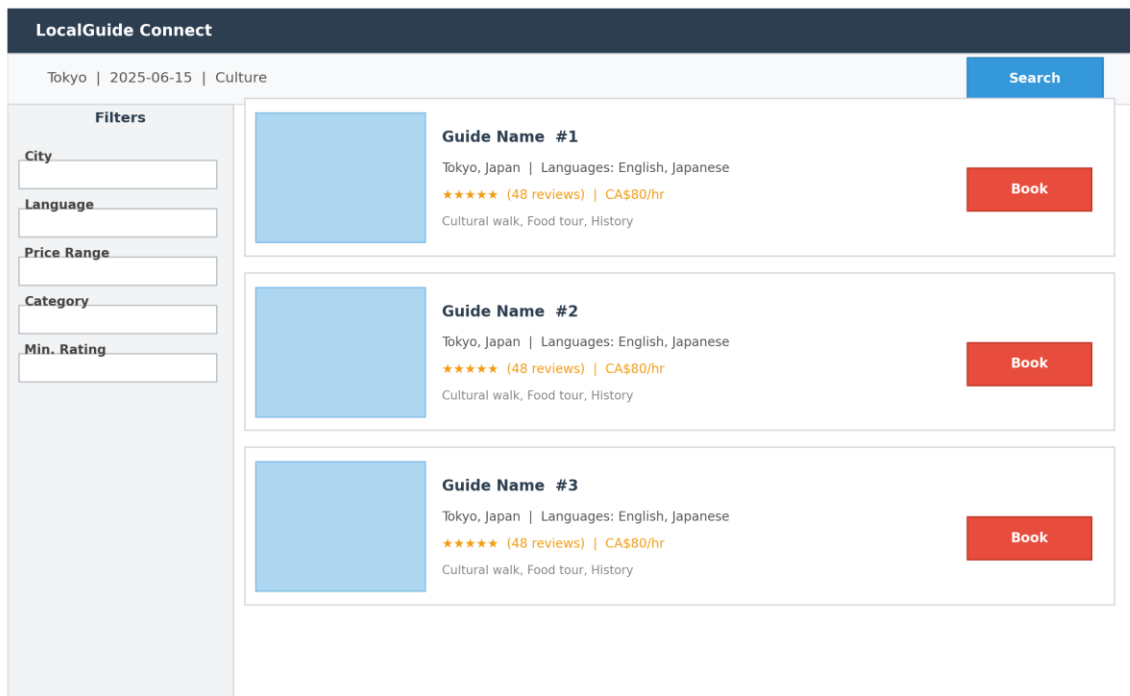 LocalGuide Connect
Tokyo | 2025-06-15 | Culture
Search
Filters
City
Language
Price Range
Category
Min. Rating
Guide Name #1
Tokyo, Japan | Languages: English, Japanese
★★★★★ (48 reviews) | CA$80/hr
Cultural walk, Food tour, History
Book
Guide Name #2
Tokyo, Japan | Languages: English, Japanese
★★★★★ (48 reviews) | CA$80/hr
Cultural walk, Food tour, History
Book
Guide Name #3
Tokyo, Japan | Languages: English, Japanese
★★★★★ (48 reviews) | CA$80/hr
Cultural walk, Food tour, History
Book